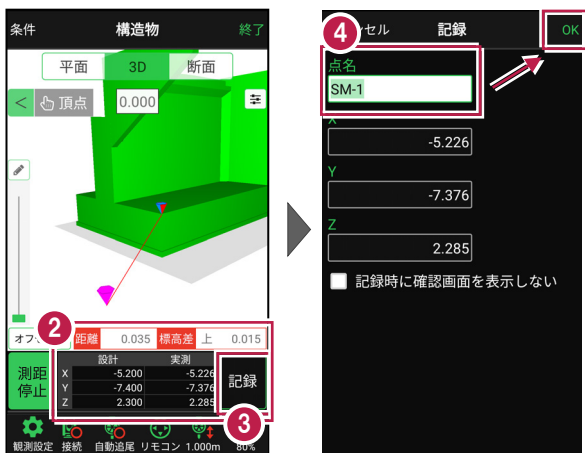 条件 構造物 終了
平面 3D 断面
< 頂点 0.000
2
距離 0.035 標高差 上 0.015
測距停止
設計 実測
X -5.200 -5.226
Y -7.400 -7.376
Z 2.300 2.285
記録
3
観測設定 接続 自動追尾 リモコン 1.000m 80%
4
セル 記録 OK
点名
SM-1
X
-5.226
Y
-7.376
Z
2.285
記録時に確認画面を表示しない